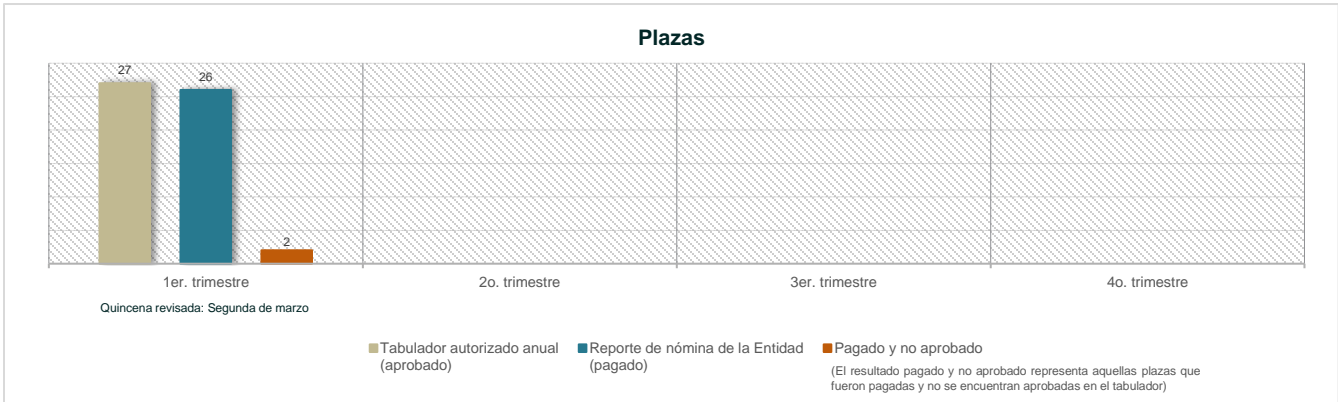 Plazas
27
26
2
1er. trimestre
2o. trimestre
3er. trimestre
4o. trimestre
Quincena revisada: Segunda de marzo
Tabulador autorizado anual
(aprobado)
Reporte de nómina de la Entidad
(pagado)
Pagado y no aprobado
(El resultado pagado y no aprobado representa aquellas plazas que
fueron pagadas y no se encuentran aprobadas en el tabulador)